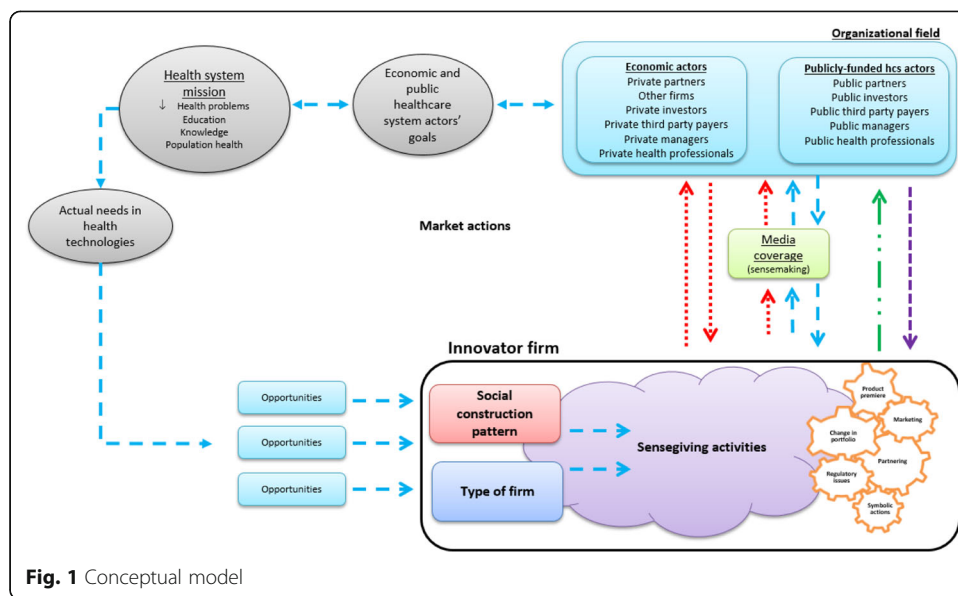 Organizational field
Health system
mission
↓ Health problems
Education
Knowledge
Population health
Economic and
public
healthcare
system actors'
goals
Economic actors
Private partners
Other firms
Private investors
Private third party payers
Private managers
Private health professionals
Publicly-funded hcs actors
Public partners
Public investors
Public third party payers
Public managers
Public health professionals
Actual needs in
health
technologies
Market actions
Media
coverage
(sensemaking)
Innovator firm
Opportunities
Opportunities
Opportunities
Social
construction
pattern
Type of firm
Sensegiving activities
Product
premiere
Marketing
Change in
portfolio
Partnering
Regulatory
issues
Symbolic
actions
Fig. 1 Conceptual model